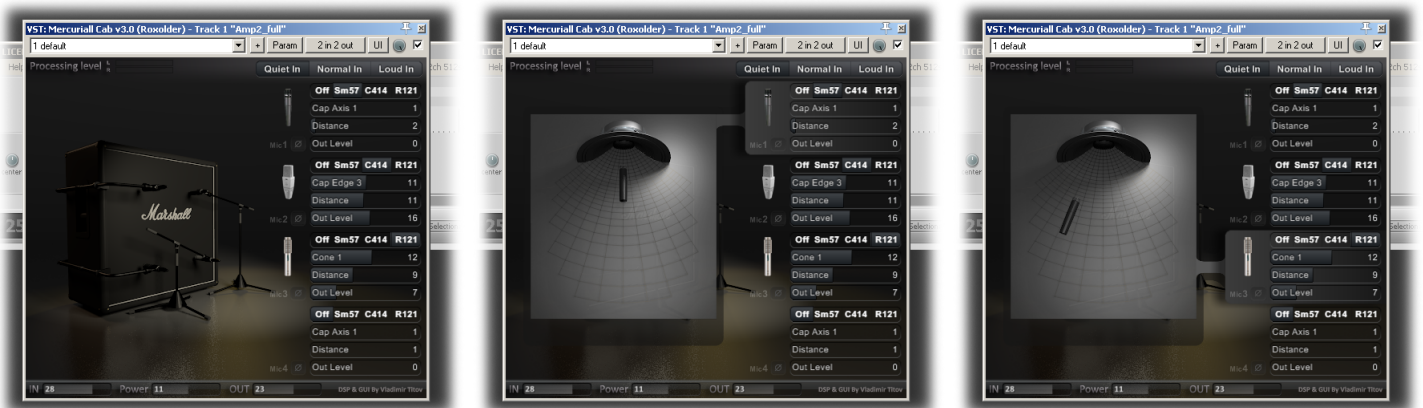 VST: Mercuriall Cab v3.0 (Roxolder) - Track 1 "Amp2_full"
1 default + Param 2 in 2 out UI
Processing level L R Quiet In Normal In Loud In
Off Sm57 C414 R121
Cap Axis 1 1
Distance 2
Mic1 Ø Out Level 0
Off Sm57 C414 R121
Cap Edge 3 11
Distance 11
Mic2 Ø Out Level 16
Marshall
Off Sm57 C414 R121
Cone 1 12
Distance 9
Mic3 Ø Out Level 7
Off Sm57 C414 R121
Cap Axis 1 1
Distance 1
Mic4 Ø Out Level 0
IN 28 Power 11 OUT 23 DSP & GUI By Vladimir Titov
VST: Mercuriall Cab v3.0 (Roxolder) - Track 1 "Amp2_full"
1 default + Param 2 in 2 out UI
Processing level L R Quiet In Normal In Loud In
Off Sm57 C414 R121
Cap Axis 1 1
Distance 2
Mic1 Ø Out Level 0
Off Sm57 C414 R121
Cap Edge 3 11
Distance 11
Mic2 Ø Out Level 16
Off Sm57 C414 R121
Cone 1 12
Distance 9
Mic3 Ø Out Level 7
Off Sm57 C414 R121
Cap Axis 1 1
Distance 1
Mic4 Ø Out Level 0
IN 28 Power 11 OUT 23 DSP & GUI By Vladimir Titov
VST: Mercuriall Cab v3.0 (Roxolder) - Track 1 "Amp2_full"
1 default + Param 2 in 2 out UI
Processing level L R Quiet In Normal In Loud In
Off Sm57 C414 R121
Cap Axis 1 1
Distance 2
Mic1 Ø Out Level 0
Off Sm57 C414 R121
Cap Edge 3 11
Distance 11
Mic2 Ø Out Level 16
Off Sm57 C414 R121
Cone 1 12
Distance 9
Mic3 Ø Out Level 7
Off Sm57 C414 R121
Cap Axis 1 1
Distance 1
Mic4 Ø Out Level 0
IN 28 Power 11 OUT 23 DSP & GUI By Vladimir Titov